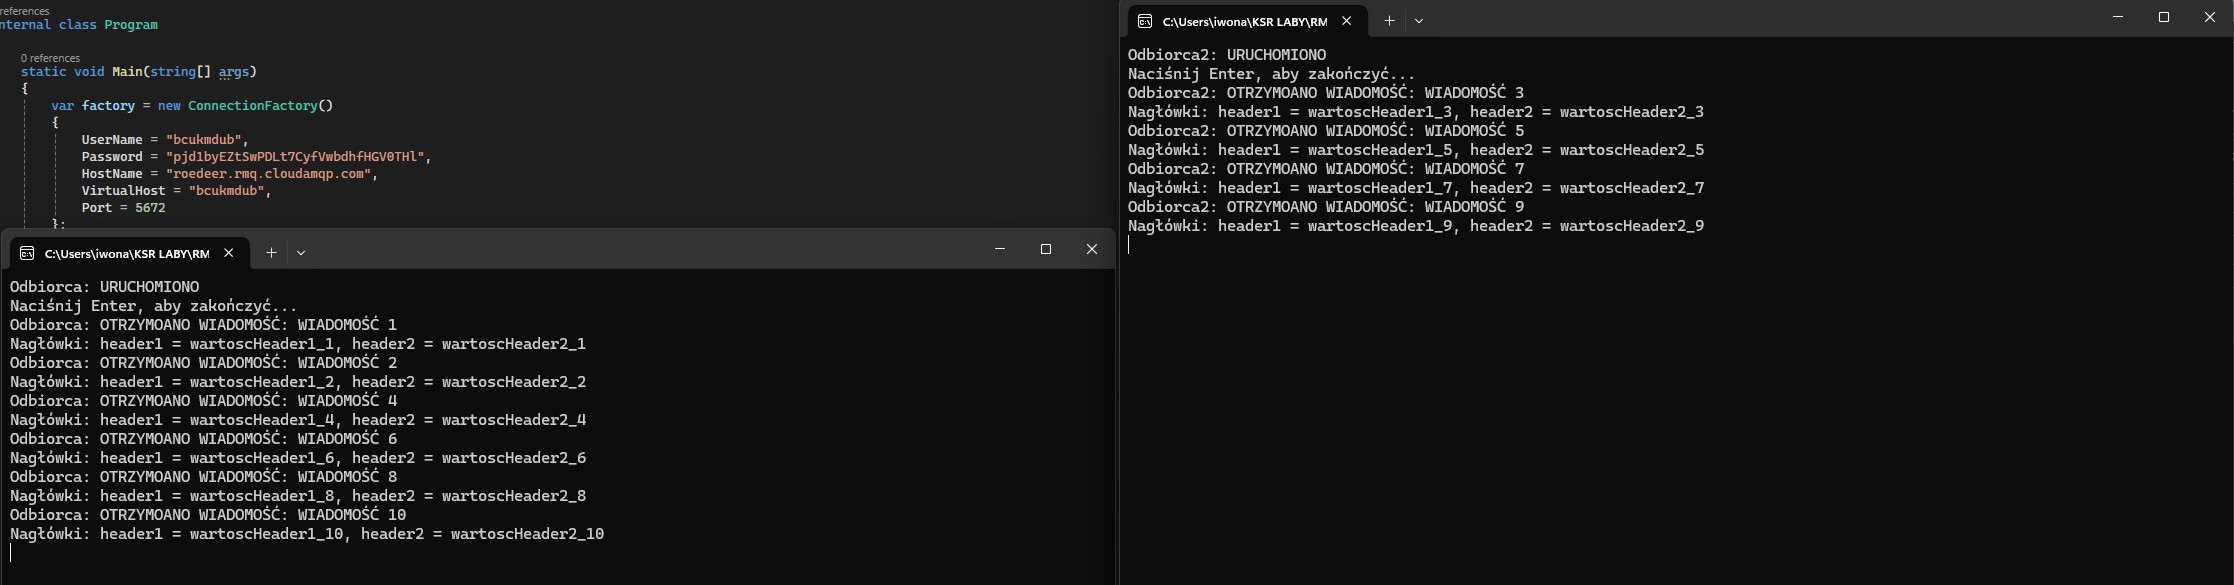 references
nternal class Program
0 references
static void Main(string[] args)
{
var factory = new ConnectionFactory()
{
UserName = "bcukmdub",
Password = "pjd1byEZtSwPDLt7CyfVwbdhfHGV0THl",
HostName = "roedeer.rmq.cloudamqp.com",
VirtualHost = "bcukmdub",
Port = 5672
};
C:\Users\iwona\KSR LABY\RM
Odbiorca: URUCHOMIONO
Naciśnij Enter, aby zakończyć...
Odbiorca: OTRZYMOANO WIADOMOŚĆ: WIADOMOŚĆ 1
Nagłówki: header1 = wartoscHeader1_1, header2 = wartoscHeader2_1
Odbiorca: OTRZYMOANO WIADOMOŚĆ: WIADOMOŚĆ 2
Nagłówki: header1 = wartoscHeader1_2, header2 = wartoscHeader2_2
Odbiorca: OTRZYMOANO WIADOMOŚĆ: WIADOMOŚĆ 4
Nagłówki: header1 = wartoscHeader1_4, header2 = wartoscHeader2_4
Odbiorca: OTRZYMOANO WIADOMOŚĆ: WIADOMOŚĆ 6
Nagłówki: header1 = wartoscHeader1_6, header2 = wartoscHeader2_6
Odbiorca: OTRZYMOANO WIADOMOŚĆ: WIADOMOŚĆ 8
Nagłówki: header1 = wartoscHeader1_8, header2 = wartoscHeader2_8
Odbiorca: OTRZYMOANO WIADOMOŚĆ: WIADOMOŚĆ 10
Nagłówki: header1 = wartoscHeader1_10, header2 = wartoscHeader2_10
C:\Users\iwona\KSR LABY\RM
Odbiorca2: URUCHOMIONO
Naciśnij Enter, aby zakończyć...
Odbiorca2: OTRZYMOANO WIADOMOŚĆ: WIADOMOŚĆ 3
Nagłówki: header1 = wartoscHeader1_3, header2 = wartoscHeader2_3
Odbiorca2: OTRZYMOANO WIADOMOŚĆ: WIADOMOŚĆ 5
Nagłówki: header1 = wartoscHeader1_5, header2 = wartoscHeader2_5
Odbiorca2: OTRZYMOANO WIADOMOŚĆ: WIADOMOŚĆ 7
Nagłówki: header1 = wartoscHeader1_7, header2 = wartoscHeader2_7
Odbiorca2: OTRZYMOANO WIADOMOŚĆ: WIADOMOŚĆ 9
Nagłówki: header1 = wartoscHeader1_9, header2 = wartoscHeader2_9